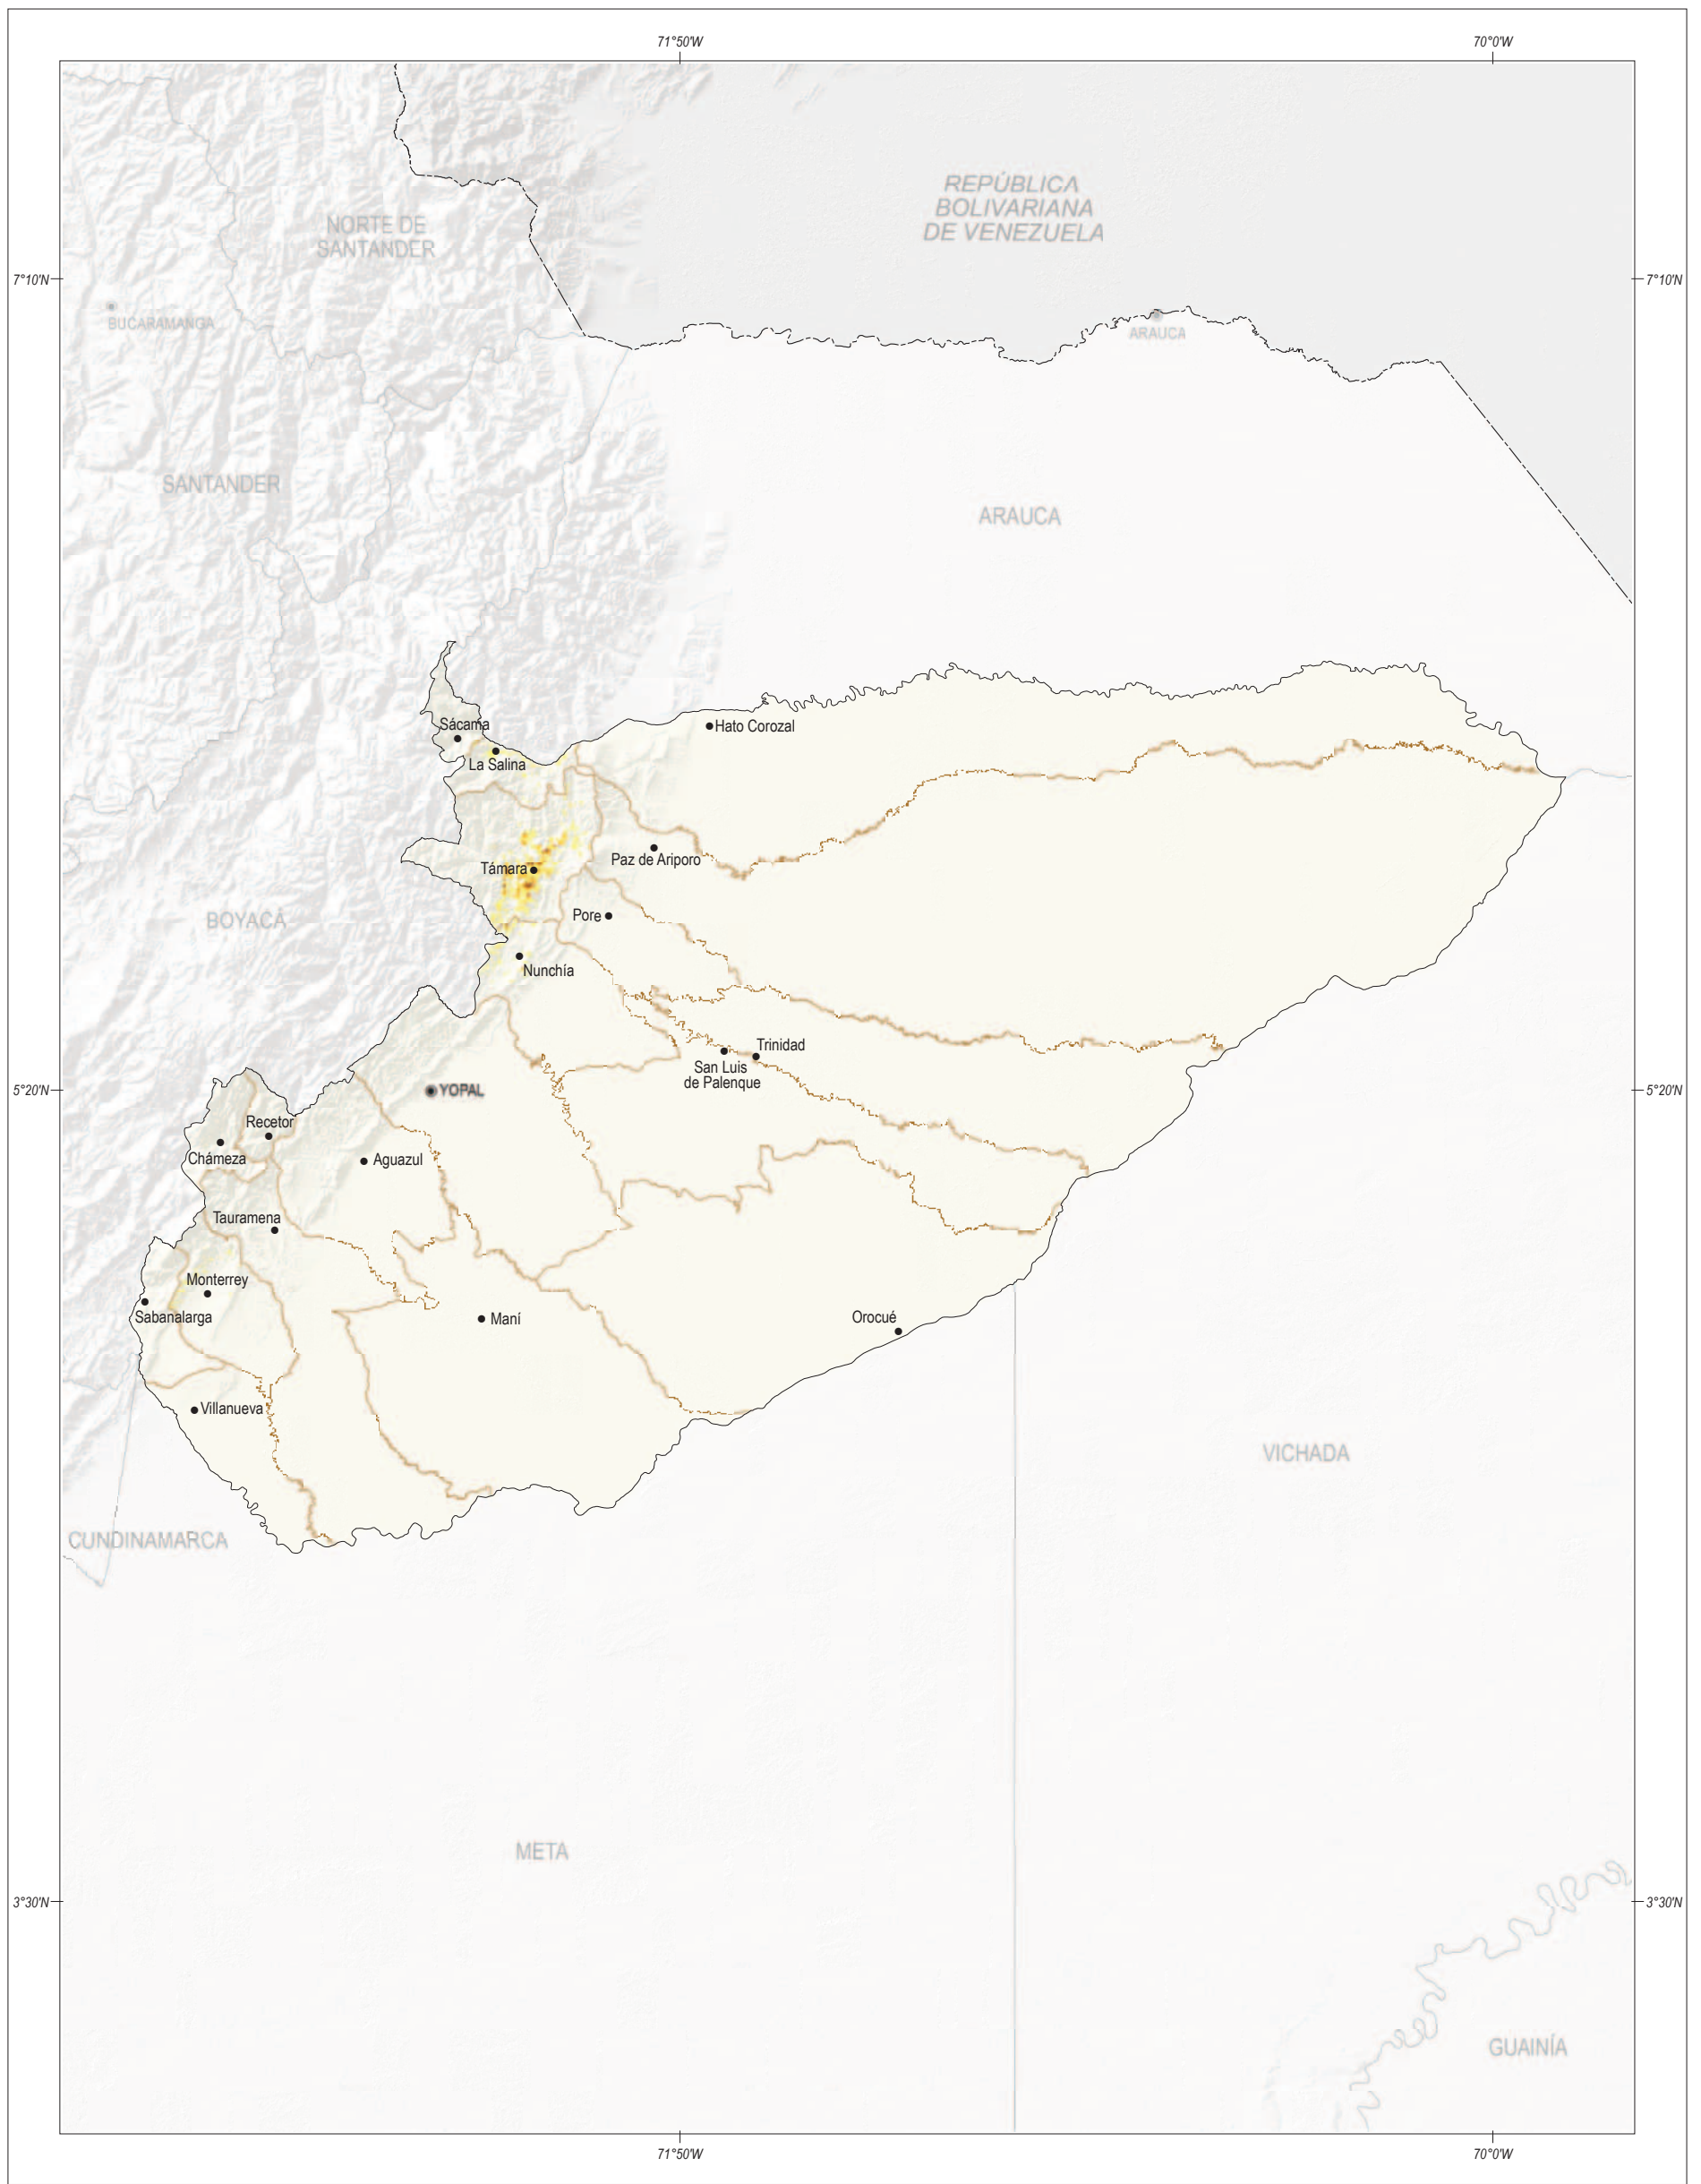 71°50'W
70°0'W
REPÚBLICA
BOLIVARIANA
DE VENEZUELA
NORTE DE
SANTANDER
7°10'N
7°10'N
BUCARAMANGA
ARAUCA
SANTANDER
ARAUCA
Sácama
Hato Corozal
La Salina
Paz de Ariporo
Támara
Pore
BOYACÁ
Nunchía
Trinidad
San Luis
de Palenque
5°20'N
YOPAL
5°20'N
Recetor
Chámeza
Aguazul
Tauramena
Monterrey
Sabanalarga
Maní
Orocué
Villanueva
VICHADA
CUNDINAMARCA
META
3°30'N
3°30'N
GUAINÍA
71°50'W
70°0'W